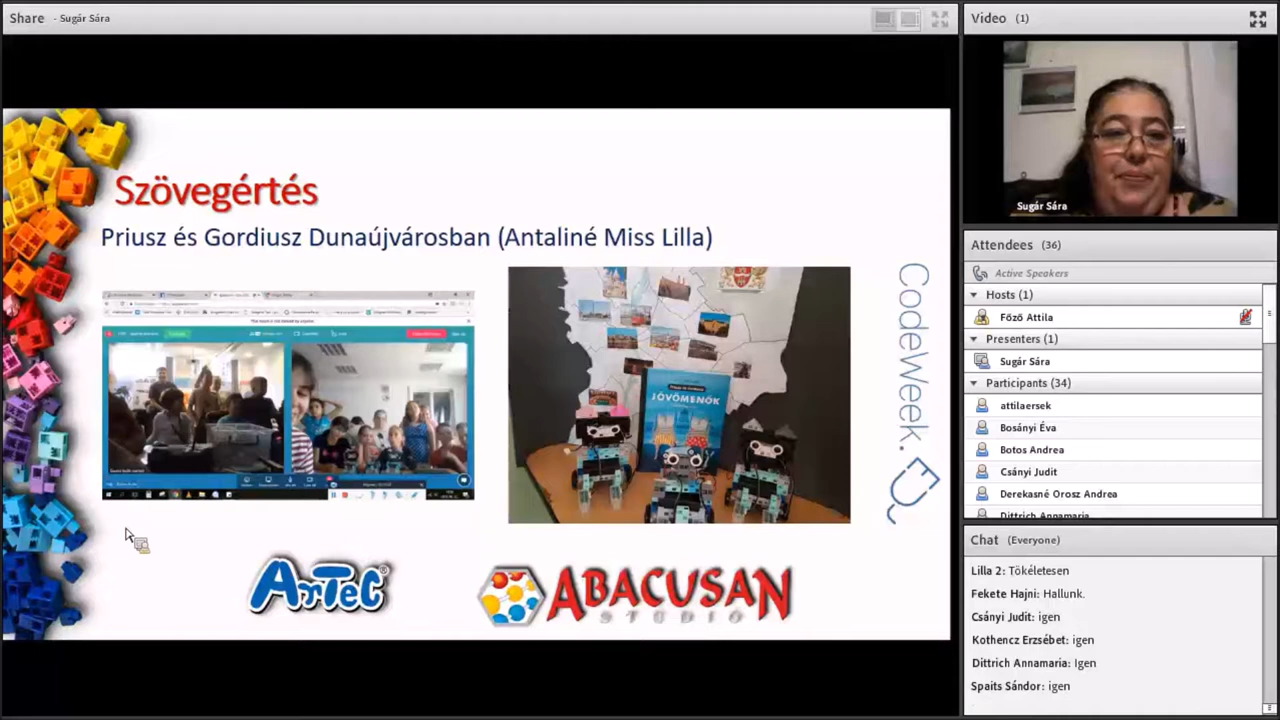 Share - Sugár Sára
Video (1)
Sugár Sára
Szövegértés
Priusz és Gordiusz Dunaújvárosban (Antaliné Miss Lilla)
JÖVŐMÉNŐK
CodeWeek.
ArTeC®
ABACUSAN
STUDIO
Attendees (36)
Active Speakers
Hosts (1)
Főző Attila
Presenters (1)
Sugár Sára
Participants (34)
attilaersek
Bosányi Éva
Botos Andrea
Csányi Judit
Derekasné Orosz Andrea
Dittrich Annamaria
Chat (Everyone)
Lilla 2: Tökéletesen
Fekete Hajni: Hallunk.
Csányi Judit: igen
Kothencz Erzsébet: igen
Dittrich Annamaria: Igen
Spaits Sándor: igen